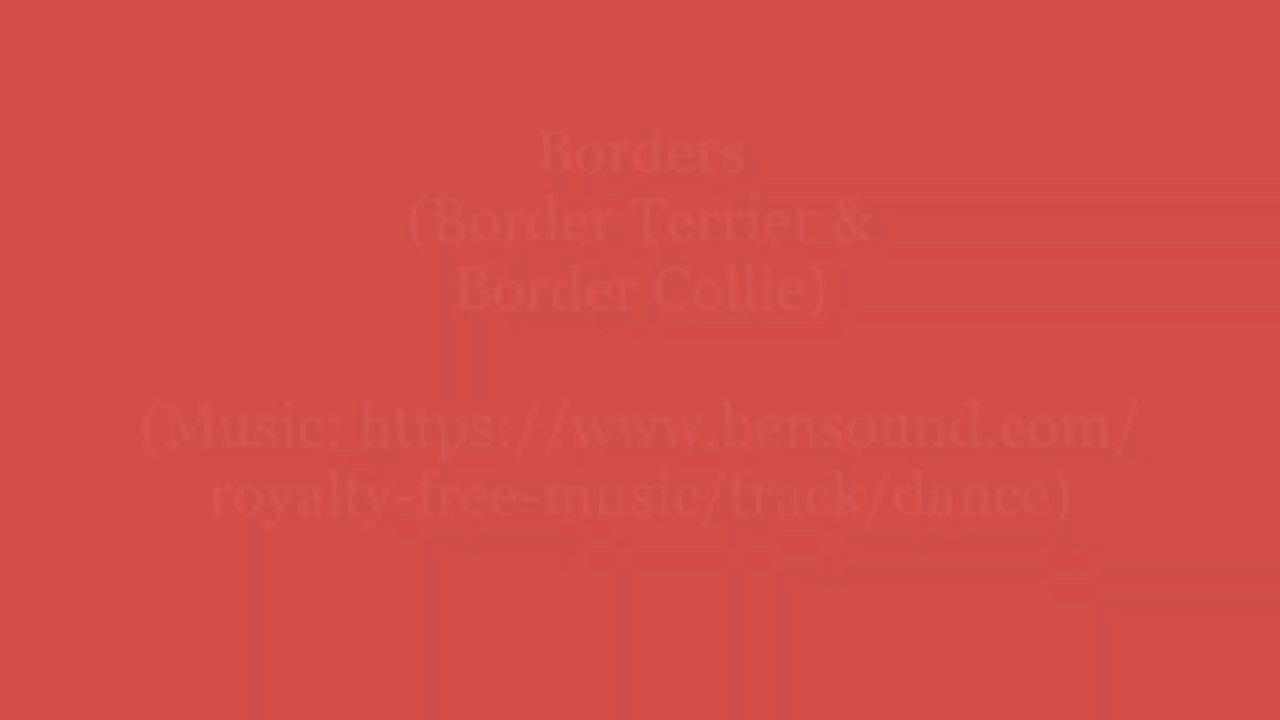 Borders
(Border Terrier &
Border Collie)
(Music: https://www.bensound.com/
royalty-free-music/track/dance)